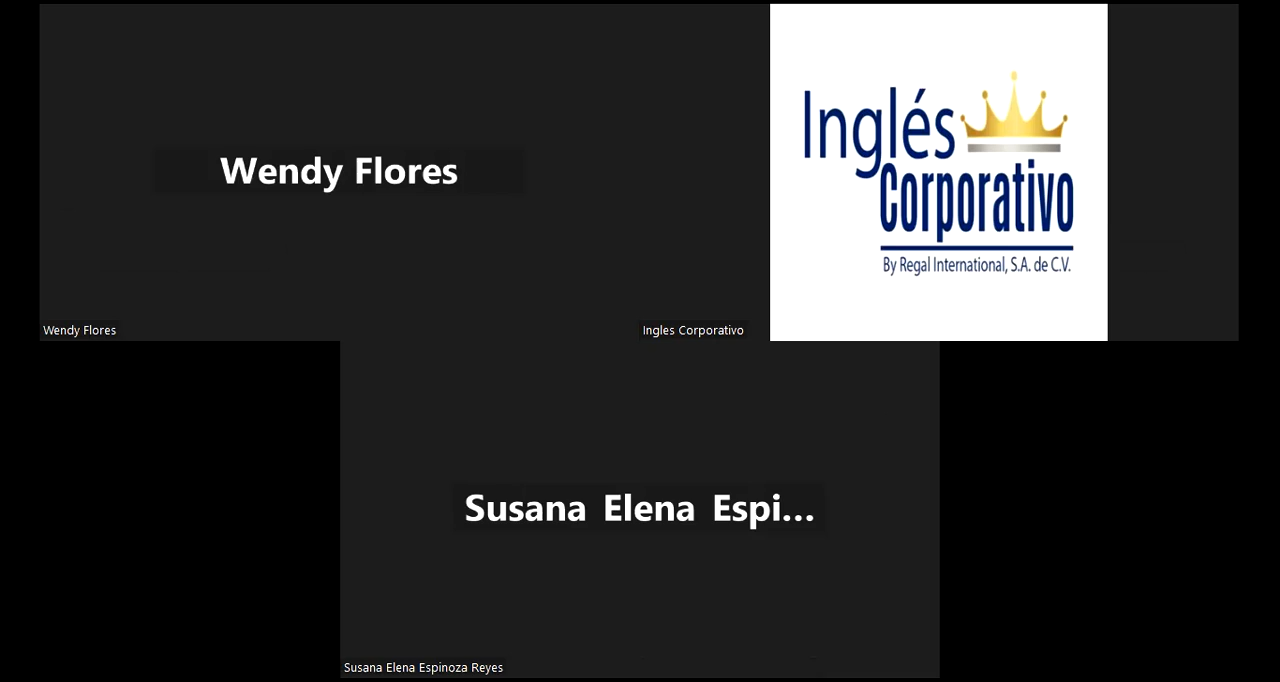 Wendy Flores
Inglés
Corporativo
By Regal International, S.A. de C.V.
Wendy Flores
Ingles Corporativo
Susana Elena Espi...
Susana Elena Espinoza Reyes